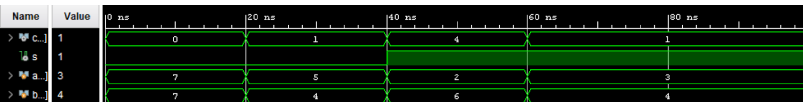 Name Value 0 ns 20 ns 40 ns 60 ns 80 ns
> c...] 1 0 1 4 1
s 1
> a...] 3 7 5 2 3
> b...] 4 7 4 6 4